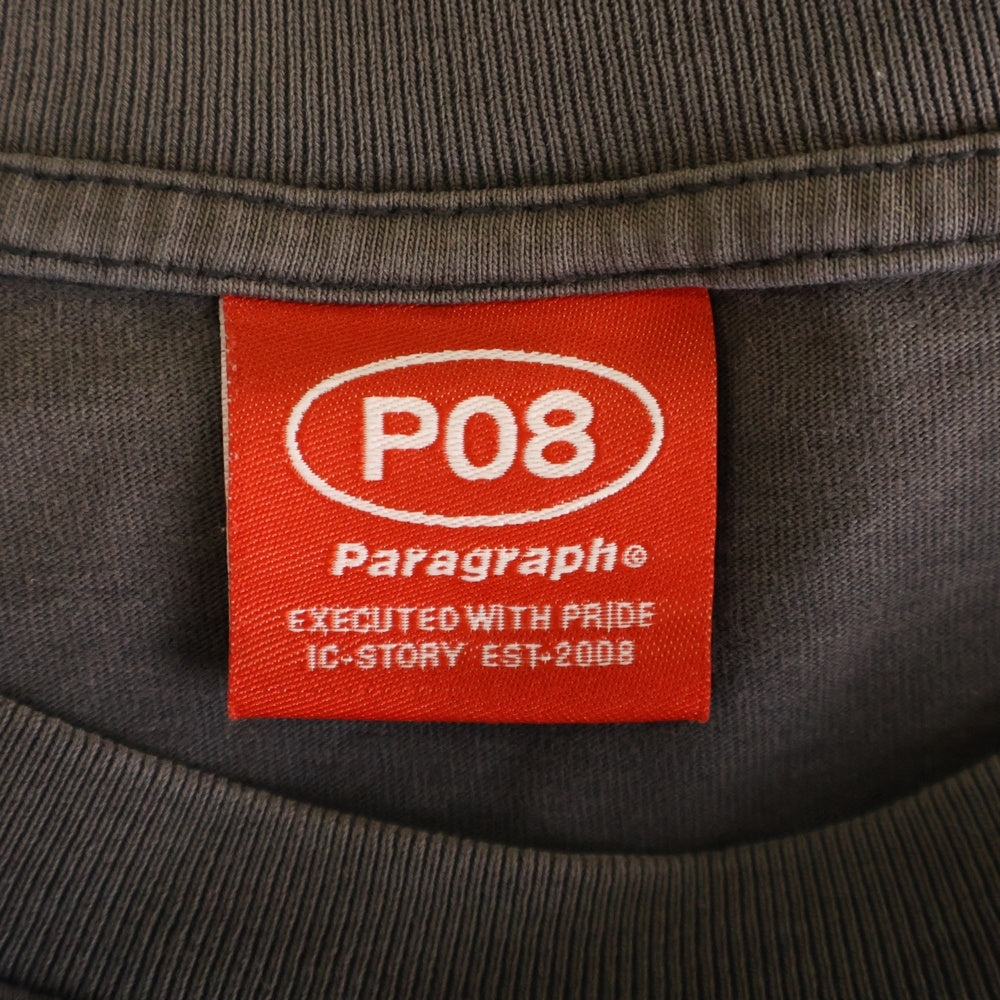 P08
Paragraph©
EXECUTED WITH PRIDE
IC-STORY EST-2008